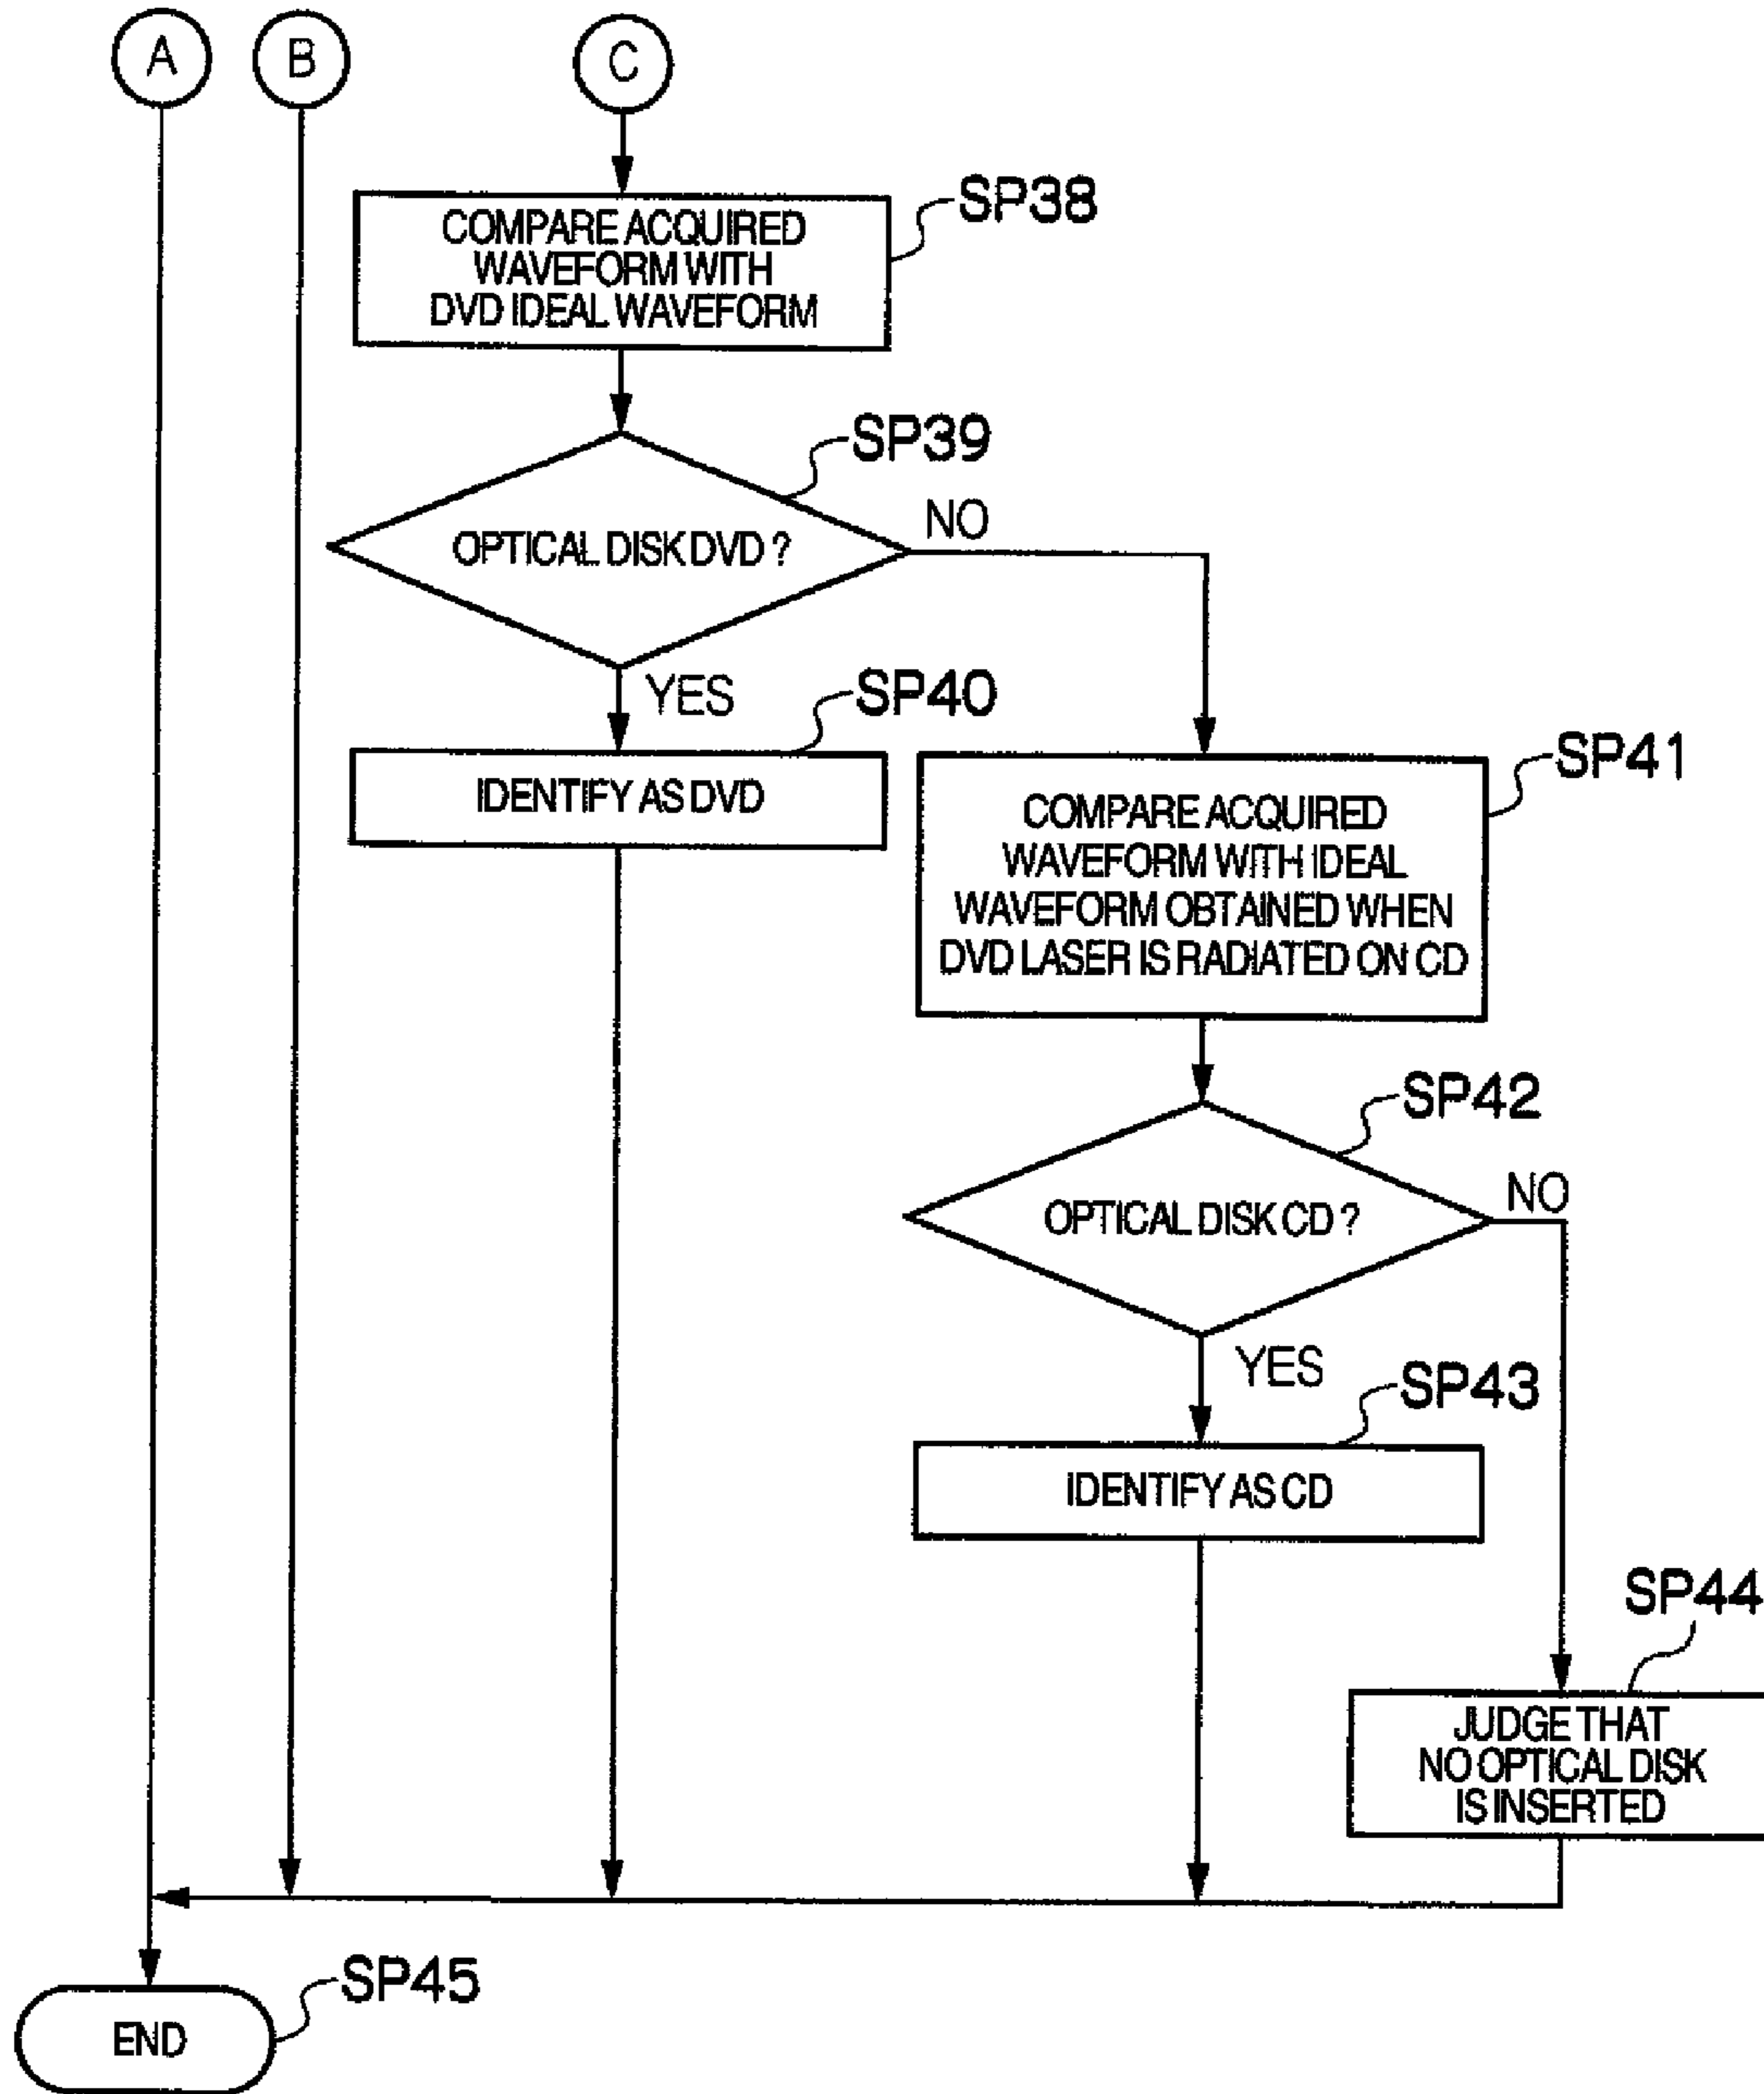 A
B
C
SP38
COMPARE ACQUIRED
WAVEFORM WITH
DVD IDEAL WAVEFORM
SP39
OPTICAL DISK DVD ?
NO
YES
SP40
IDENTIFY AS DVD
SP41
COMPARE ACQUIRED
WAVEFORM WITH IDEAL
WAVEFORM OBTAINED WHEN
DVD LASER IS RADIATED ON CD
SP42
OPTICAL DISK CD ?
NO
YES
SP43
IDENTIFY AS CD
SP44
JUDGE THAT
NO OPTICAL DISK
IS INSERTED
SP45
END